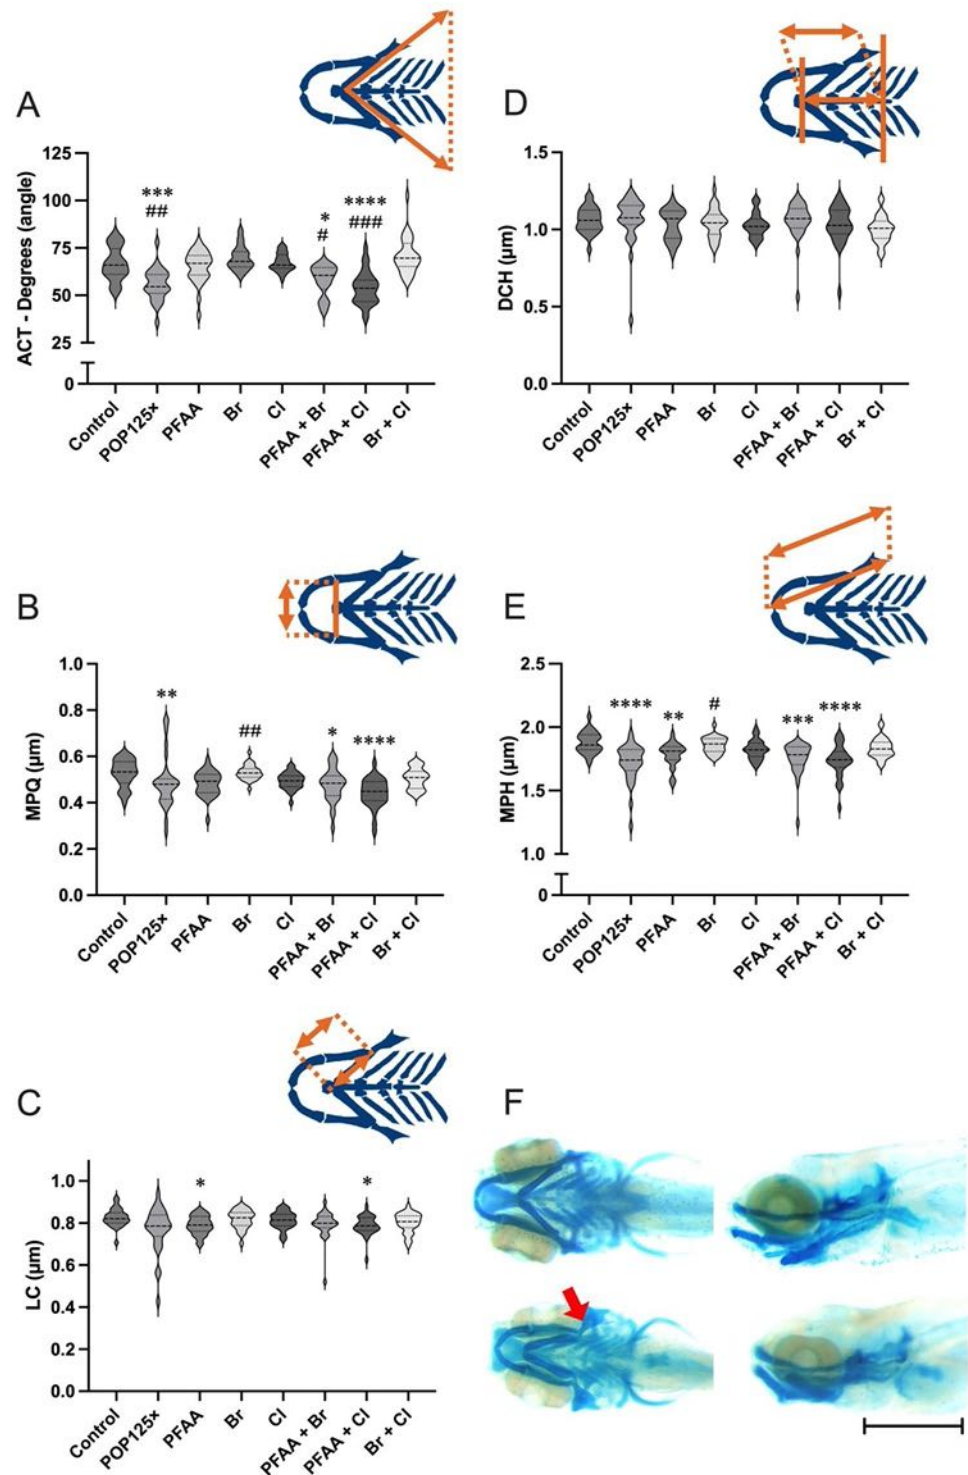 A
ACT - Degrees (angle)
125
100
75
50
25
0
***
##
*
#
****
###
Control
POP125×
PFAA
Br
Cl
PFAA + Br
PFAA + Cl
Br + Cl
D
DCH (µm)
1.5
1.0
0.5
0.0
Control
POP125×
PFAA
Br
Cl
PFAA + Br
PFAA + Cl
Br + Cl
B
MPQ (µm)
1.0
0.8
0.6
0.4
0.2
0.0
**
##
*
****
Control
POP125×
PFAA
Br
Cl
PFAA + Br
PFAA + Cl
Br + Cl
E
MPH (µm)
2.5
2.0
1.5
1.0
0
****
**
#
***
****
Control
POP125×
PFAA
Br
Cl
PFAA + Br
PFAA + Cl
Br + Cl
C
LC (µm)
1.0
0.8
0.6
0.4
0.2
0.0
*
*
Control
POP125×
PFAA
Br
Cl
PFAA + Br
PFAA + Cl
Br + Cl
F